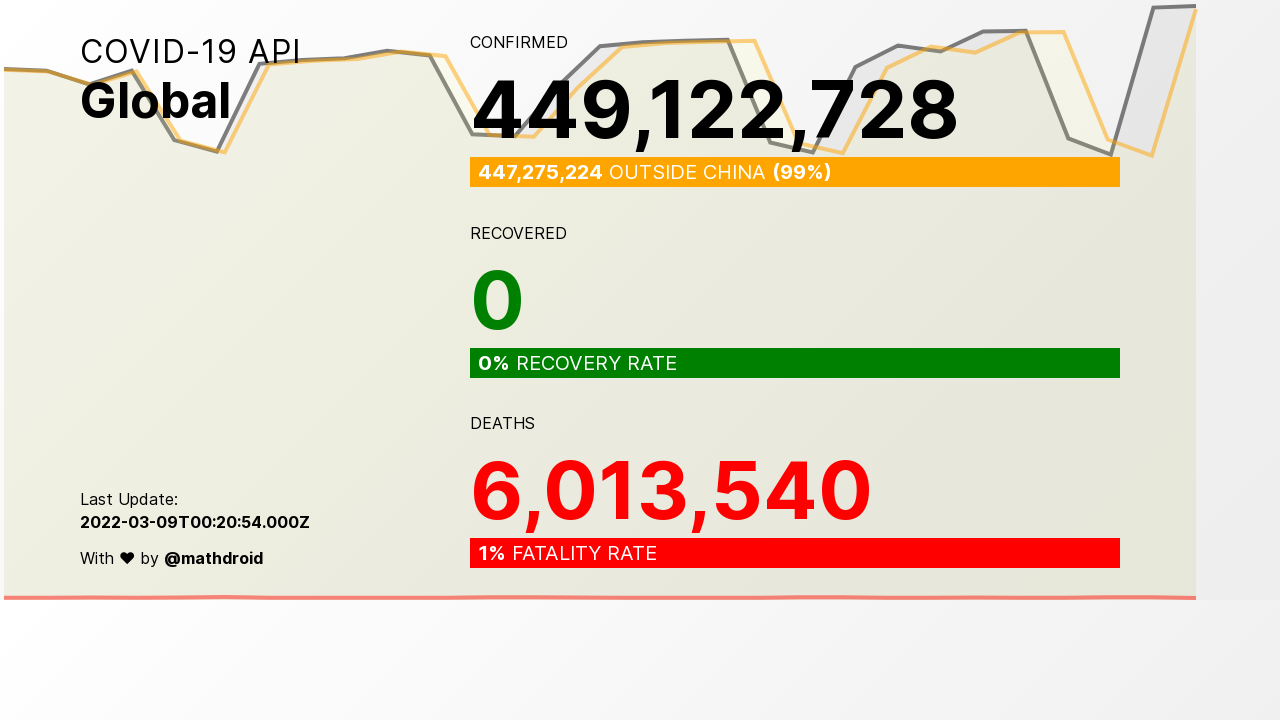 COVID-19 API
Global
CONFIRMED
449,122,728
447,275,224 OUTSIDE CHINA (99%)
RECOVERED
0
0% RECOVERY RATE
DEATHS
6,013,540
1% FATALITY RATE
Last Update:
2022-03-09T00:20:54.000Z
With ♥ by @mathdroid